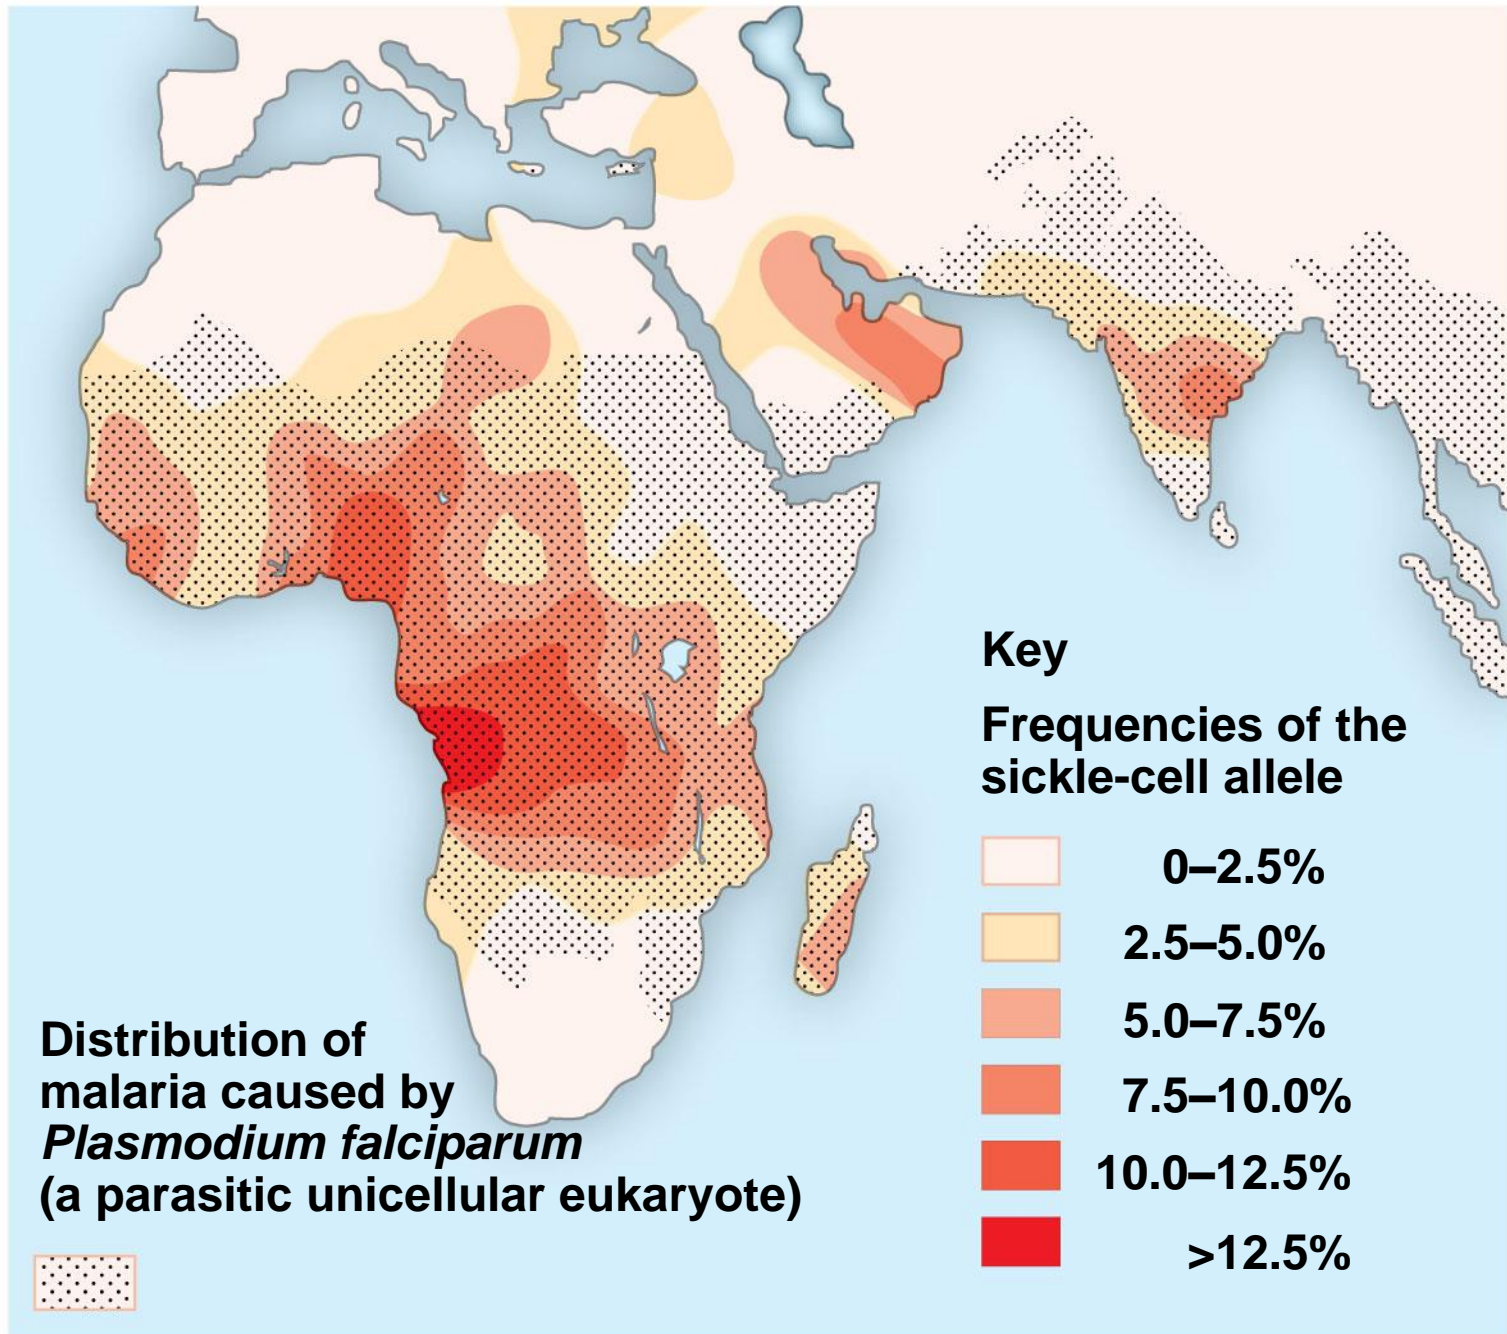 Key
Frequencies of the
sickle-cell allele
0–2.5%
2.5–5.0%
5.0–7.5%
7.5–10.0%
10.0–12.5%
>12.5%
Distribution of
malaria caused by
Plasmodium falciparum
(a parasitic unicellular eukaryote)